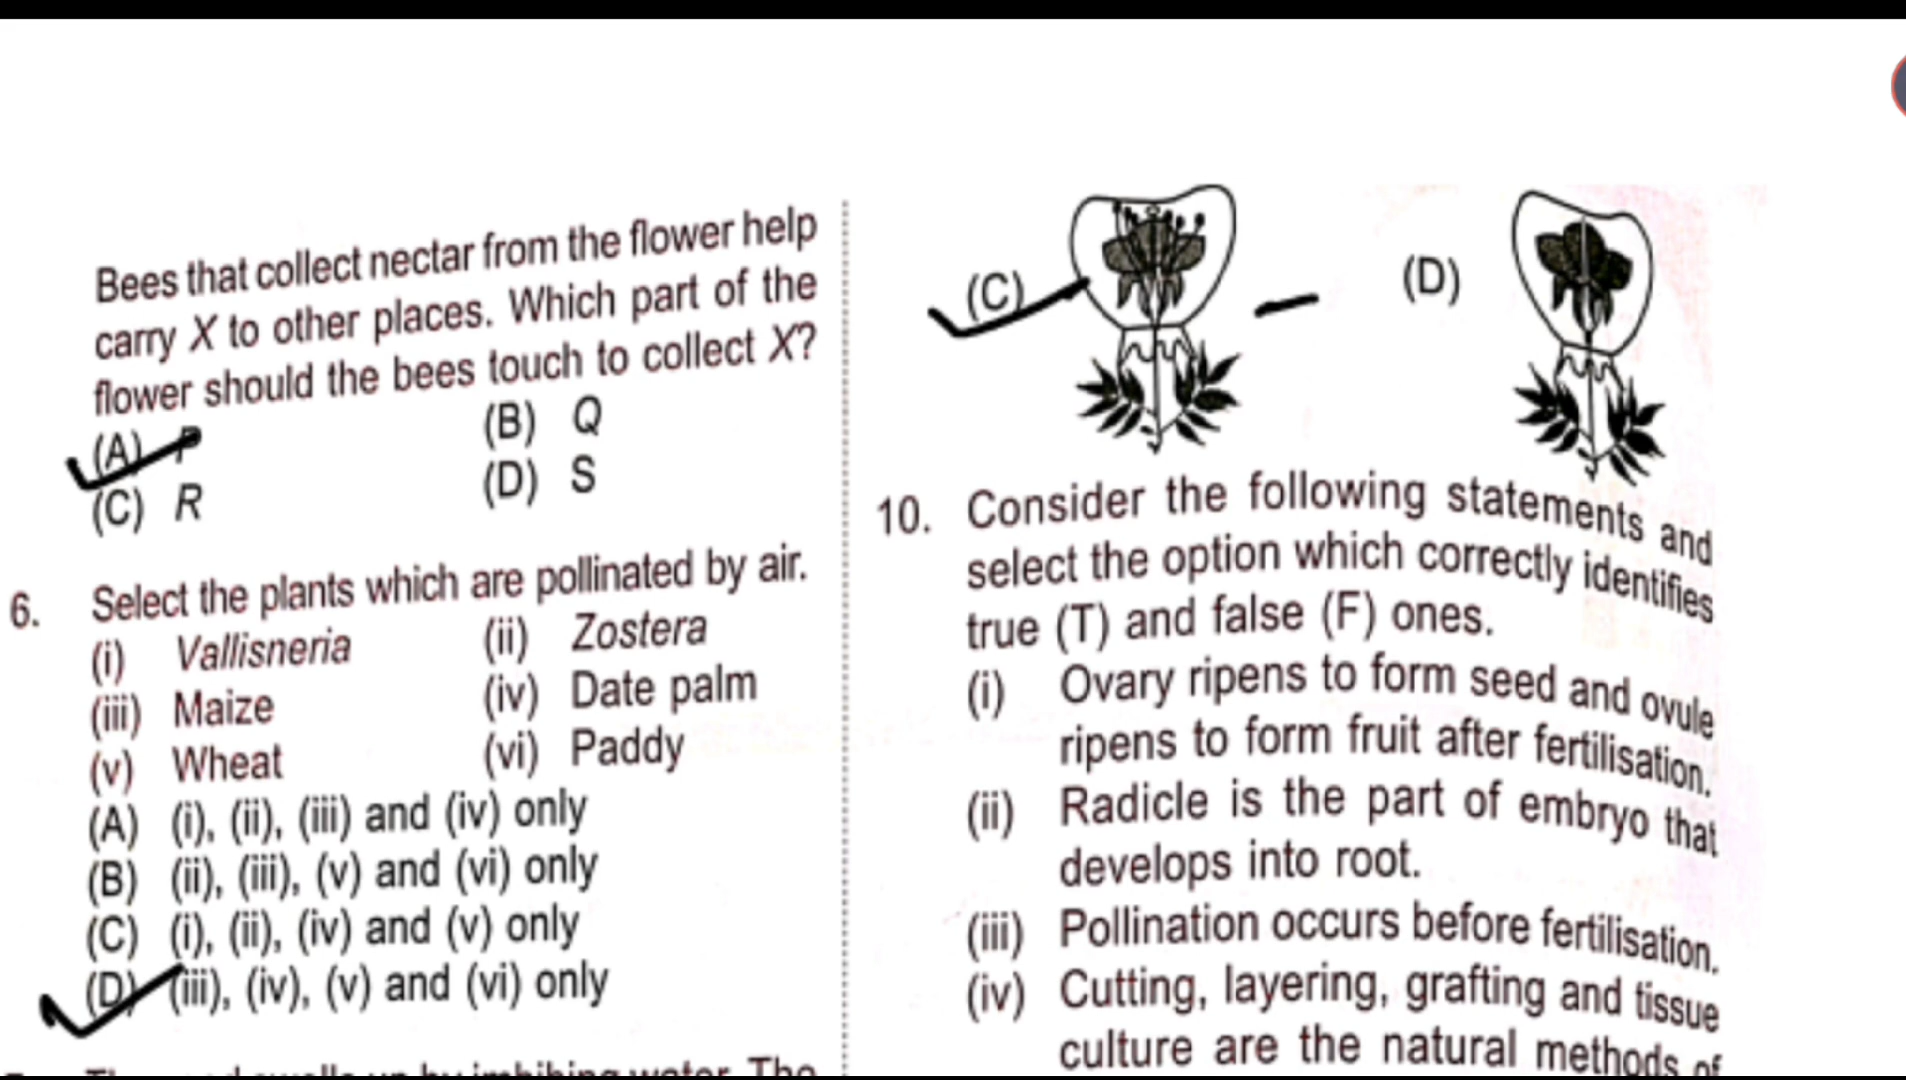 Bees that collect nectar from the flower help
carry X to other places. Which part of the
flower should the bees touch to collect X?
(A) P (B) Q
(C) R (D) S
6. Select the plants which are pollinated by air.
(i) Vallisneria (ii) Zostera
(iii) Maize (iv) Date palm
(v) Wheat (vi) Paddy
(A) (i), (ii), (iii) and (iv) only
(B) (ii), (iii), (v) and (vi) only
(C) (i), (ii), (iv) and (v) only
(D) (iii), (iv), (v) and (vi) only
(C) (D)
10. Consider the following statements and
select the option which correctly identifies
true (T) and false (F) ones.
(i) Ovary ripens to form seed and ovule
ripens to form fruit after fertilisation.
(ii) Radicle is the part of embryo that
develops into root.
(iii) Pollination occurs before fertilisation.
(iv) Cutting, layering, grafting and tissue
culture are the natural methods of